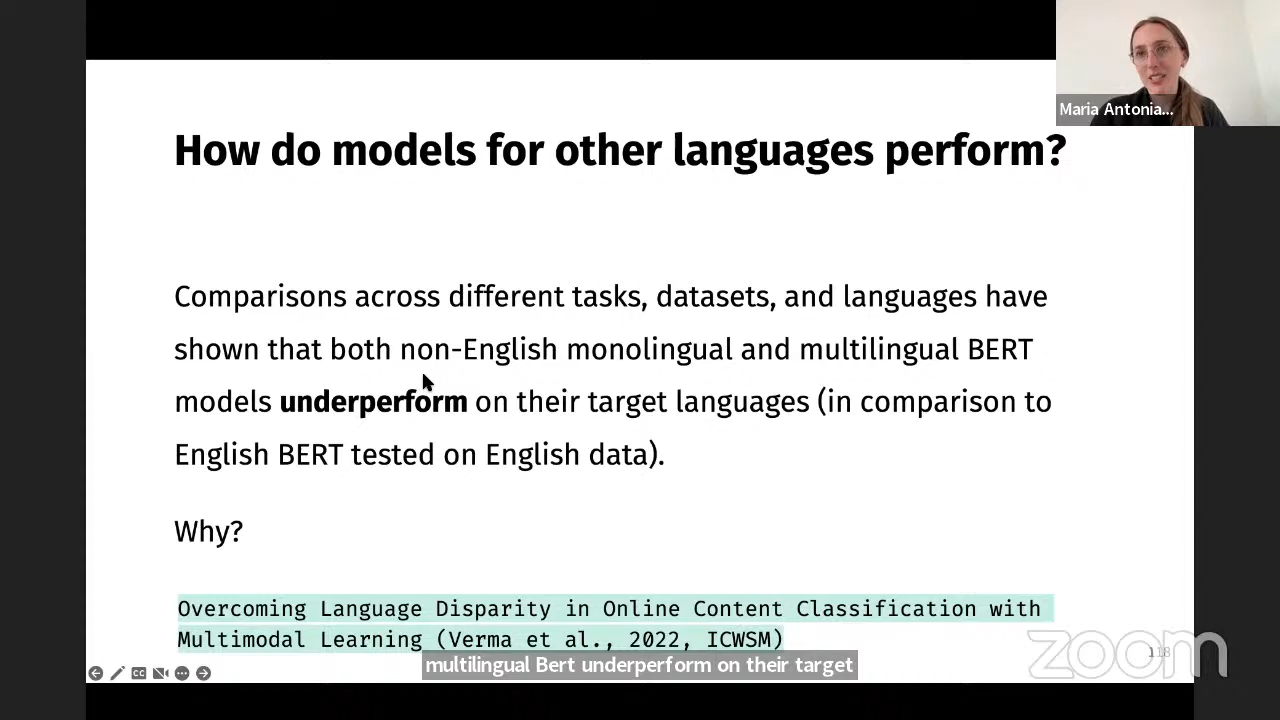 Maria Antonia...
How do models for other languages perform?
Comparisons across different tasks, datasets, and languages have
shown that both non-English monolingual and multilingual BERT
models underperform on their target languages (in comparison to
English BERT tested on English data).
Why?
Overcoming Language Disparity in Online Content Classification with
Multimodal Learning (Verma et al., 2022, ICWSM)
multilingual Bert underperform on their target
118
zoom